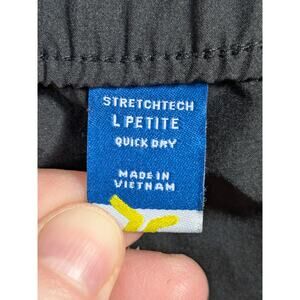 STRETCHTECH
L PETITE
QUICK DRY
MADE IN
VIETNAM